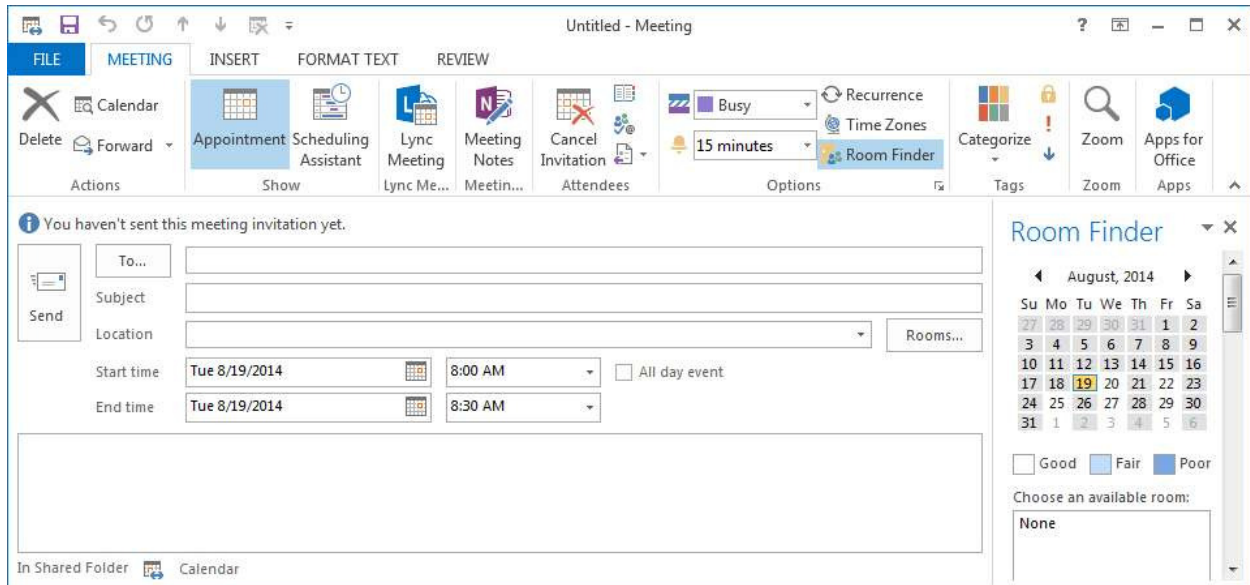 Untitled - Meeting
FILE MEETING INSERT FORMAT TEXT REVIEW
Delete
Calendar
Forward
Actions
Appointment
Scheduling
Assistant
Show
Lync
Meeting
Lync Me...
Meeting
Notes
Meetin...
Cancel
Invitation
Attendees
Busy
15 minutes
Recurrence
Time Zones
Room Finder
Options
Categorize
Tags
Zoom
Zoom
Apps for
Office
Apps
You haven't sent this meeting invitation yet.
Send
To...
Subject
Location Rooms...
Start time Tue 8/19/2014 8:00 AM All day event
End time Tue 8/19/2014 8:30 AM
In Shared Folder Calendar
Room Finder
August, 2014
Su Mo Tu We Th Fr Sa
27 28 29 30 31 1 2
3 4 5 6 7 8 9
10 11 12 13 14 15 16
17 18 19 20 21 22 23
24 25 26 27 28 29 30
31 1 2 3 4 5 6
Good Fair Poor
Choose an available room:
None